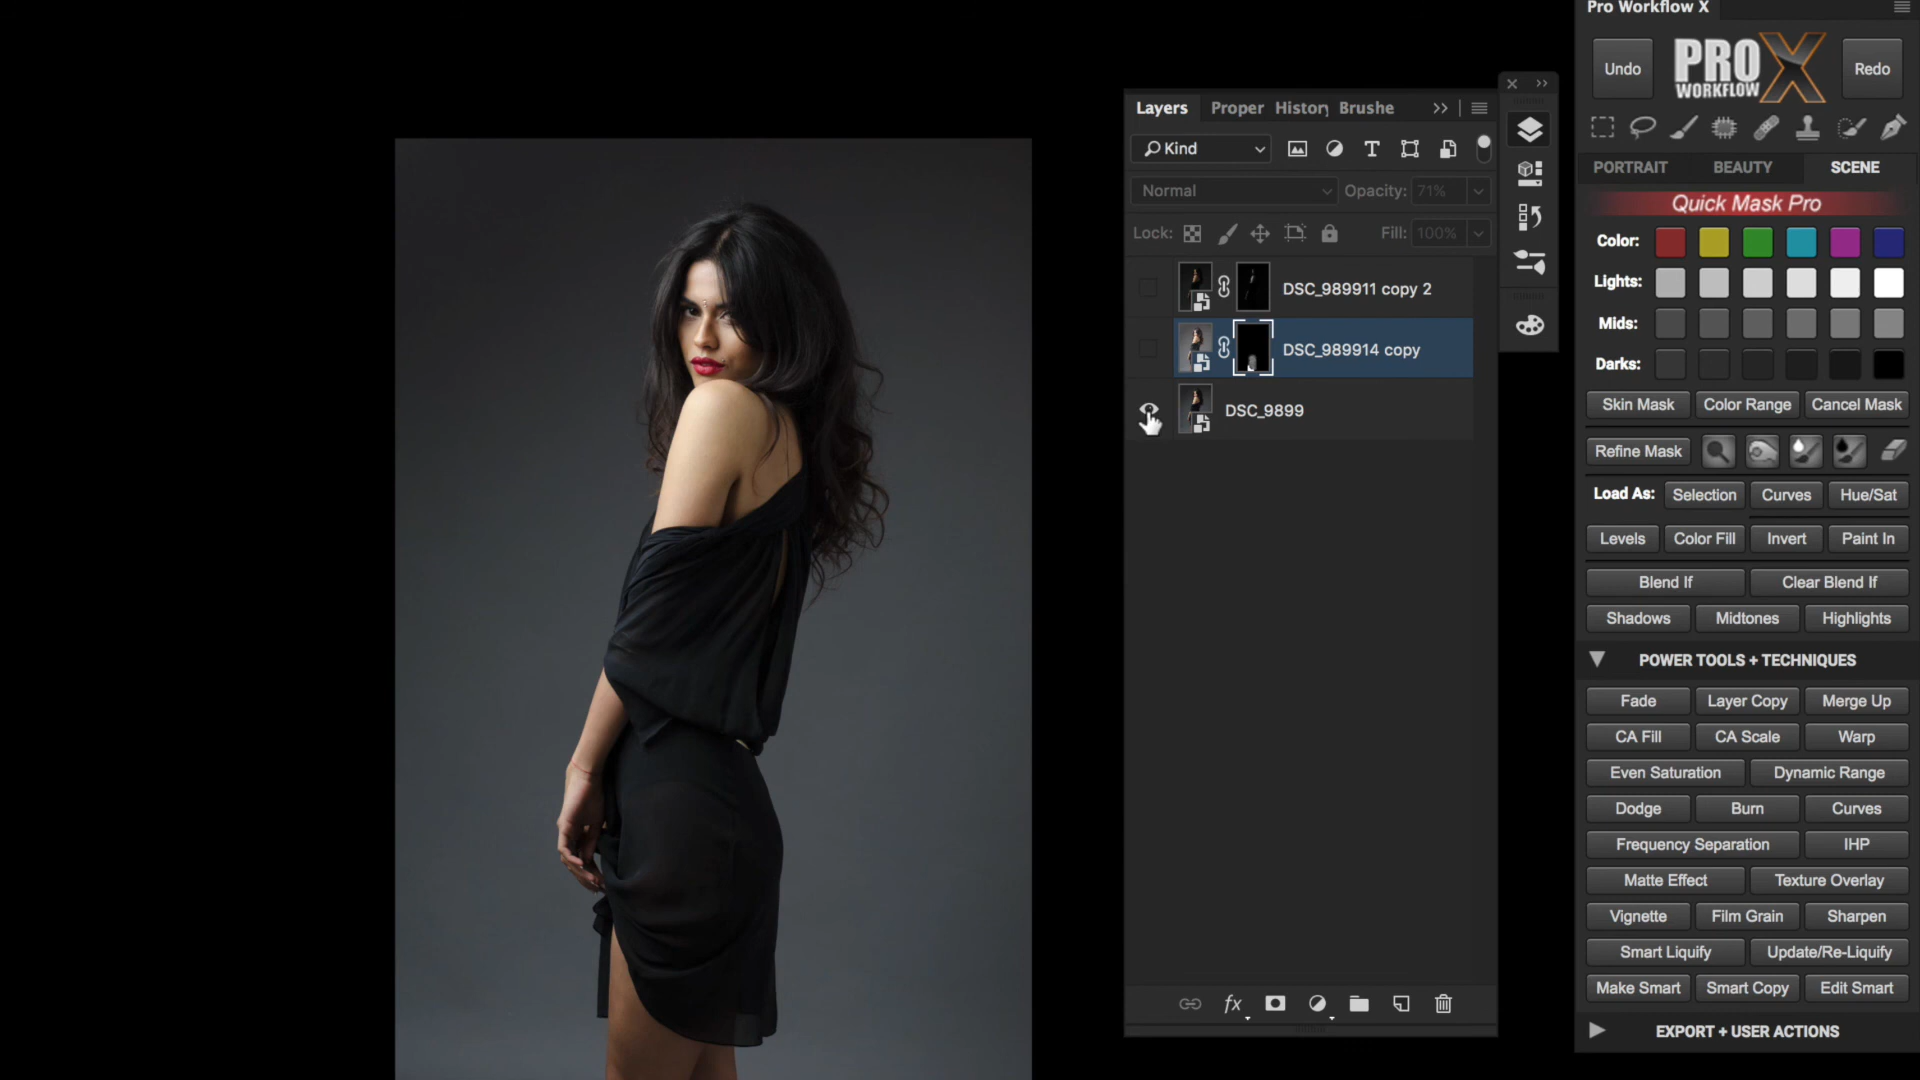 Pro Workflow X
Undo
PRO
WORKFLOW
X
Redo
PORTRAIT BEAUTY SCENE
Quick Mask Pro
Color:
Lights:
Mids:
Darks:
Skin Mask Color Range Cancel Mask
Refine Mask
Load As: Selection Curves Hue/Sat
Levels Color Fill Invert Paint In
Blend If Clear Blend If
Shadows Midtones Highlights
POWER TOOLS + TECHNIQUES
Fade Layer Copy Merge Up
CA Fill CA Scale Warp
Even Saturation Dynamic Range
Dodge Burn Curves
Frequency Separation IHP
Matte Effect Texture Overlay
Vignette Film Grain Sharpen
Smart Liquify Update/Re-Liquify
Make Smart Smart Copy Edit Smart
EXPORT + USER ACTIONS
Layers Proper History Brushe
Kind
Normal Opacity: 71%
Lock: Fill: 100%
DSC_989911 copy 2
DSC_989914 copy
DSC_9899
fx